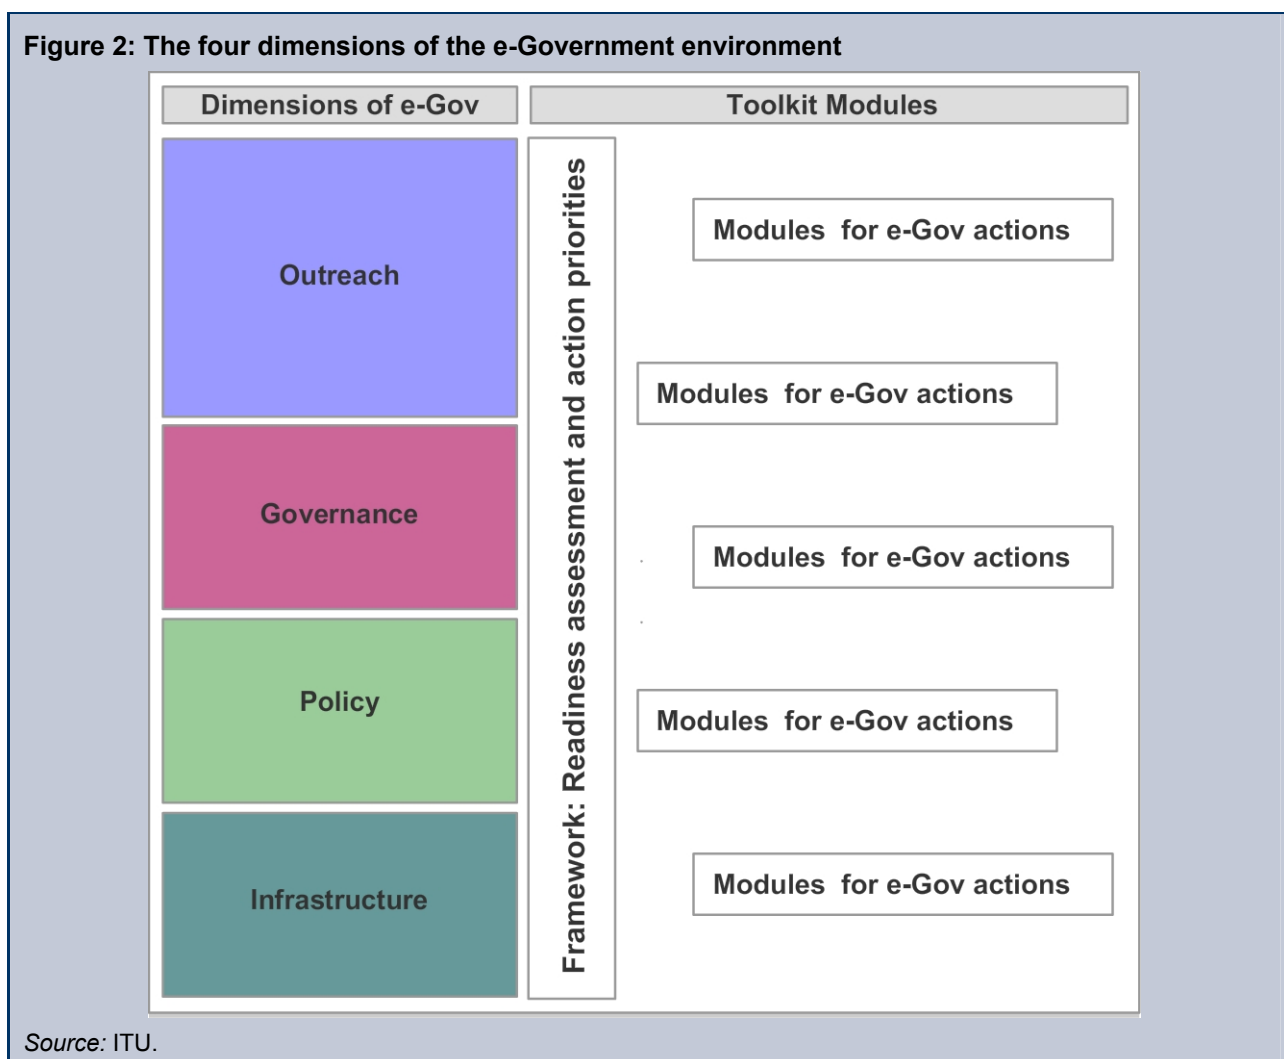 Figure 2: The four dimensions of the e-Government environment
Dimensions of e-Gov
Toolkit Modules
Outreach
Governance
Policy
Infrastructure
Framework: Readiness assessment and action priorities
Modules for e-Gov actions
Modules for e-Gov actions
Modules for e-Gov actions
Modules for e-Gov actions
Modules for e-Gov actions
Source: ITU.